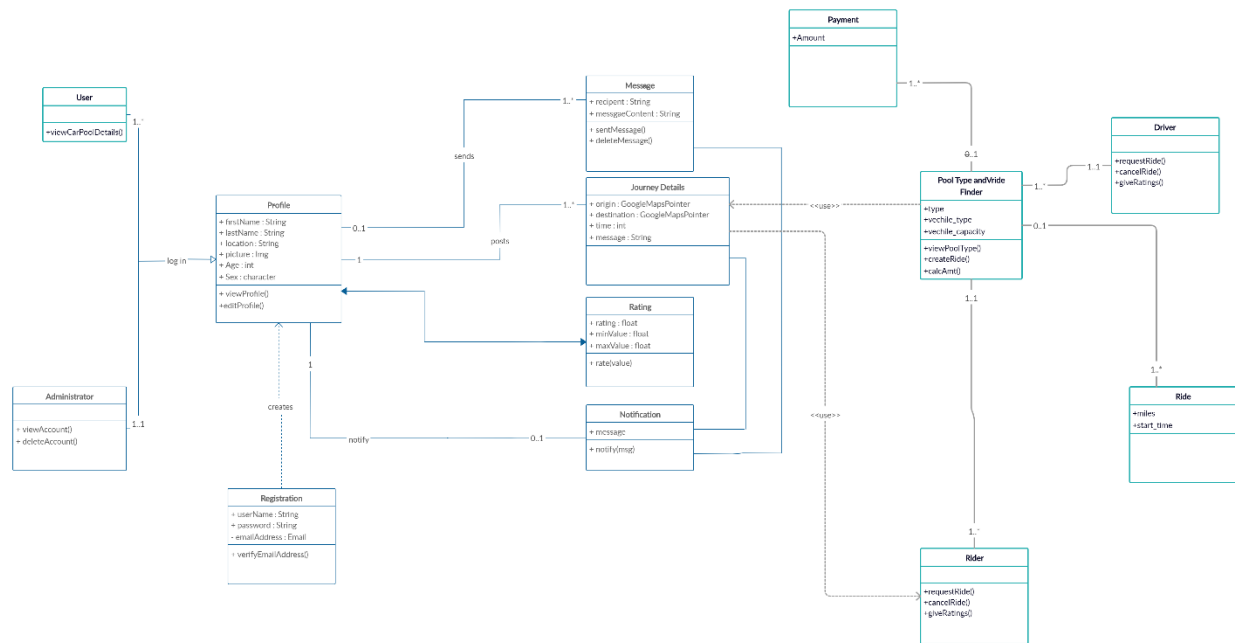 Payment
+Amount
1..*
User
+viewCarPoolDetails()
1..*
Message
+ recipent : String
+ messgaeContent : String
+ sentMessage()
+ deleteMessage()
1..*
sends
Driver
+requestRide()
+cancelRide()
+giveRatings()
1..1
1..*
0..1
Pool Type andVride
Finder
+type
+vechile_type
+vechile_capacity
+viewPoolType()
+createRide()
+calcAmt()
0..1
1..1
Journey Details
+ origin : GoogleMapsPointer
+ destination : GoogleMapsPointer
+ time : int
+ message : String
<<use>>
1..*
posts
Profile
+ firstName : String
+ lastName : String
+ location : String
+ picture : Img
+ Age : int
+ Sex : character
+ viewProfile()
+editProfile()
0..1
1
log in
1
Rating
+ rating : float
+ minValue : float
+ maxValue : float
+ rate(value)
Administrator
+ viewAccount()
+ deleteAccount()
1..1
creates
notify
0..1
Notification
+ message
+ notify(msg)
<<use>>
1..*
Ride
+miles
+start_time
Registration
+ userName : String
+ password : String
- emailAddress : Email
+ verifyEmailAddress()
1..*
Rider
+requestRide()
+cancelRide()
+giveRatings()